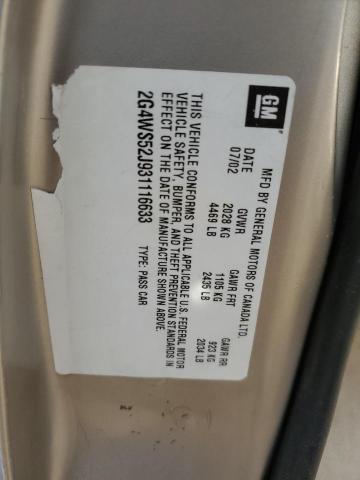 GM
MFD BY GENERAL MOTORS OF CANADA LTD.
DATE GVWR GAWR FRT GAWR RR
07/02 2028 KG 1105 KG 923 KG
4469 LB 2435 LB 2034 LB
THIS VEHICLE CONFORMS TO ALL APPLICABLE U.S. FEDERAL MOTOR
VEHICLE SAFETY, BUMPER, AND THEFT PREVENTION STANDARDS IN
EFFECT ON THE DATE OF MANUFACTURE SHOWN ABOVE.
2G4WS52J931116633 TYPE: PASS CAR